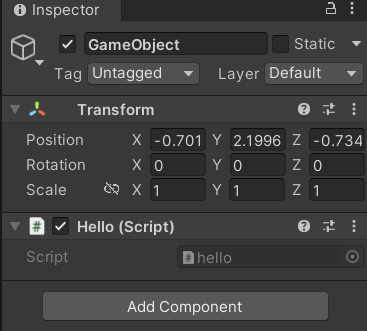 Inspector
GameObject Static
Tag Untagged Layer Default
Transform
Position X -0.701 Y 2.1996 Z -0.734
Rotation X 0 Y 0 Z 0
Scale X 1 Y 1 Z 1
# Hello (Script)
Script # hello
Add Component